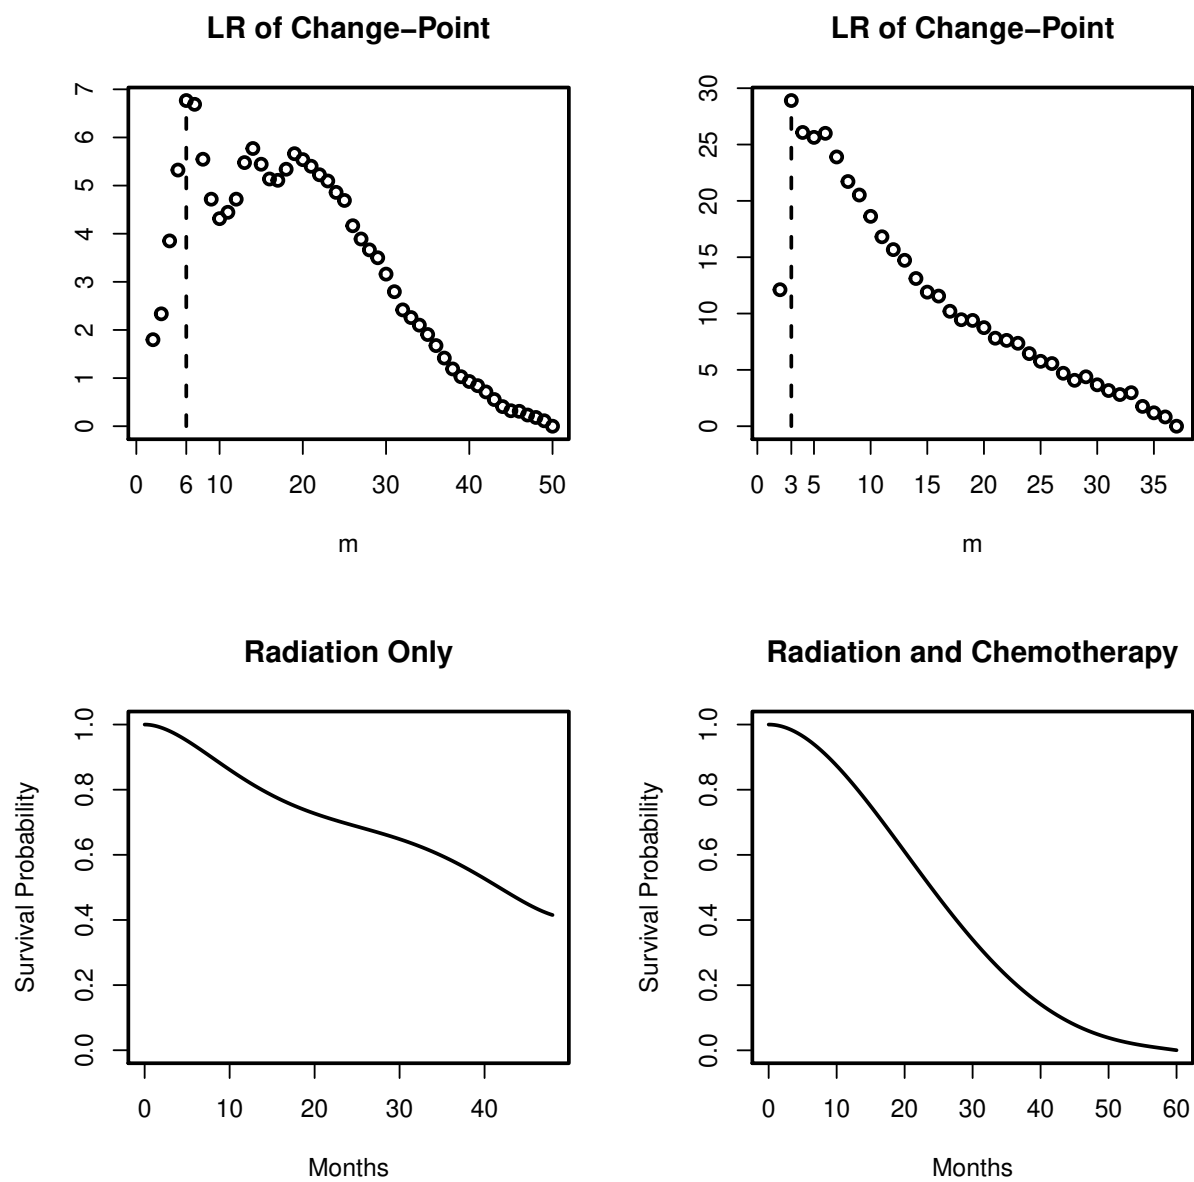 LR of Change−Point
7
6
5
4
3
2
1
0
0 6 10 20 30 40 50
m
LR of Change−Point
30
25
20
15
10
5
0
0 3 5 10 15 20 25 30 35
m
Radiation Only
Survival Probability
1.0
0.8
0.6
0.4
0.2
0.0
0 10 20 30 40
Months
Radiation and Chemotherapy
Survival Probability
1.0
0.8
0.6
0.4
0.2
0.0
0 10 20 30 40 50 60
Months